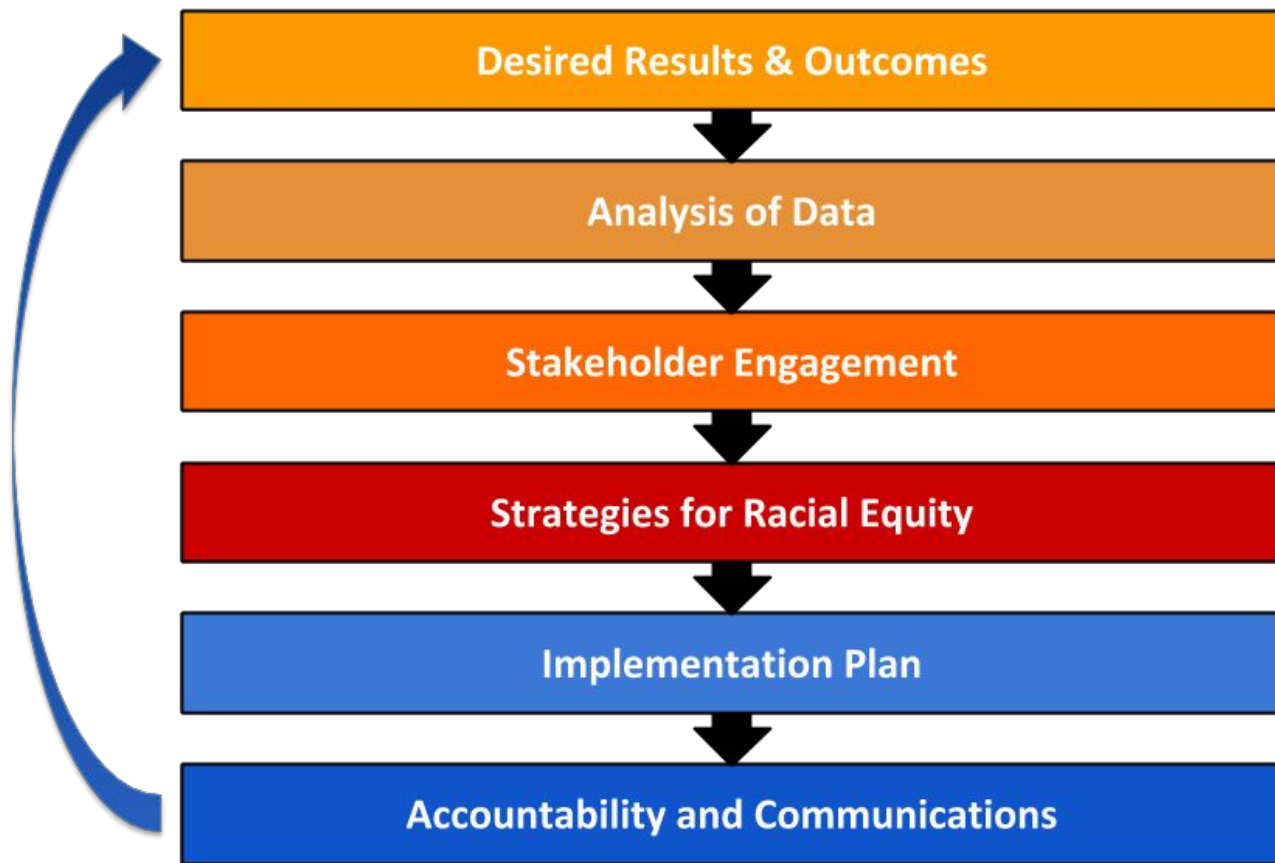 Desired Results & Outcomes
Analysis of Data
Stakeholder Engagement
Strategies for Racial Equity
Implementation Plan
Accountability and Communications